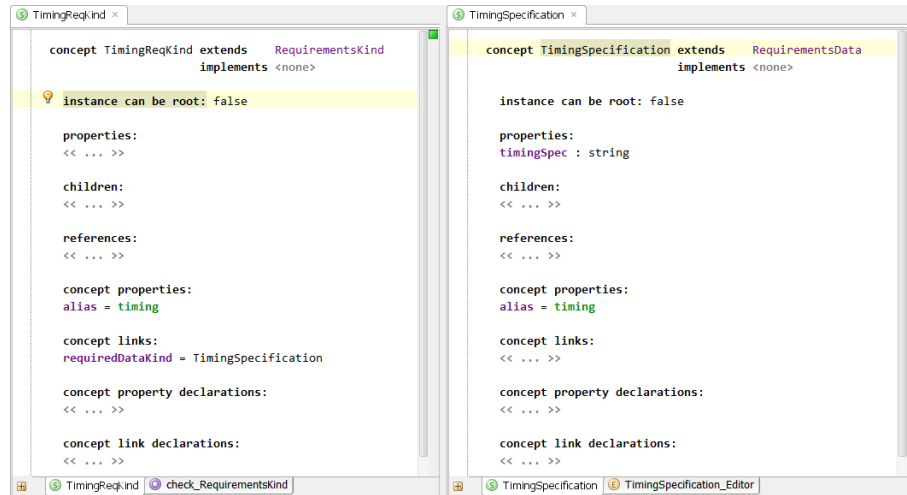 TimingReqKind ×
concept TimingReqKind extends RequirementsKind
implements <none>
instance can be root: false
properties:
<< ... >>
children:
<< ... >>
references:
<< ... >>
concept properties:
alias = timing
concept links:
requiredDataKind = TimingSpecification
concept property declarations:
<< ... >>
concept link declarations:
<< ... >>
TimingReqKind check_RequirementsKind
TimingSpecification ×
concept TimingSpecification extends RequirementsData
implements <none>
instance can be root: false
properties:
timingSpec : string
children:
<< ... >>
references:
<< ... >>
concept properties:
alias = timing
concept links:
<< ... >>
concept property declarations:
<< ... >>
concept link declarations:
<< ... >>
TimingSpecification TimingSpecification_Editor